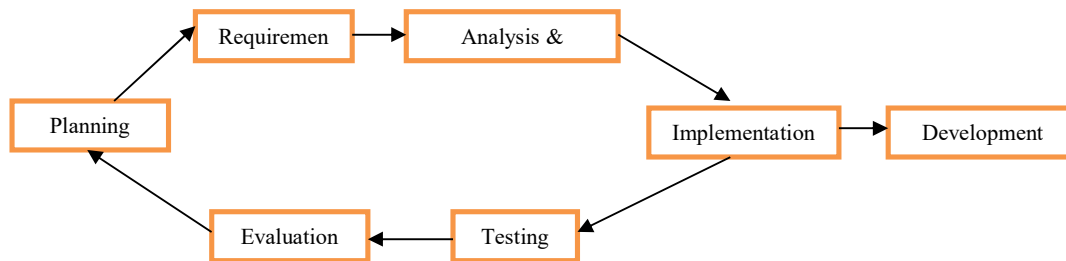 Requiremen
Analysis &
Planning
Implementation
Development
Evaluation
Testing